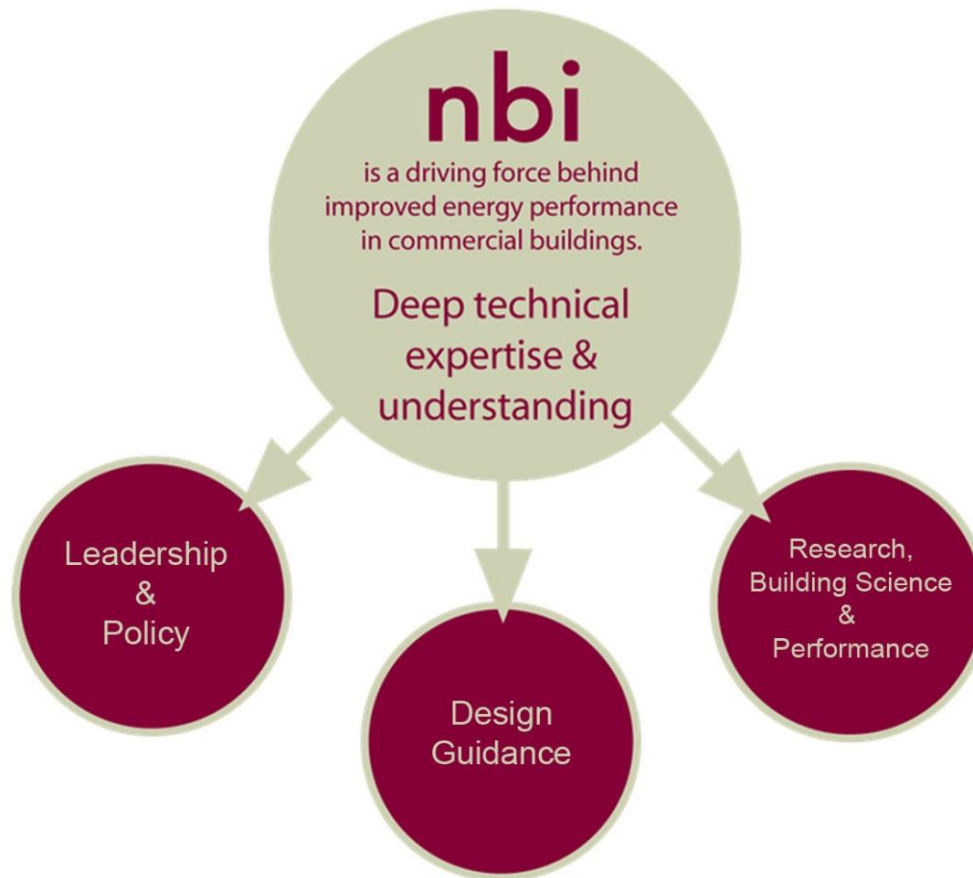 nbi
is a driving force behind
improved energy performance
in commercial buildings.
Deep technical
expertise &
understanding
Leadership
&
Policy
Design
Guidance
Research,
Building Science
&
Performance